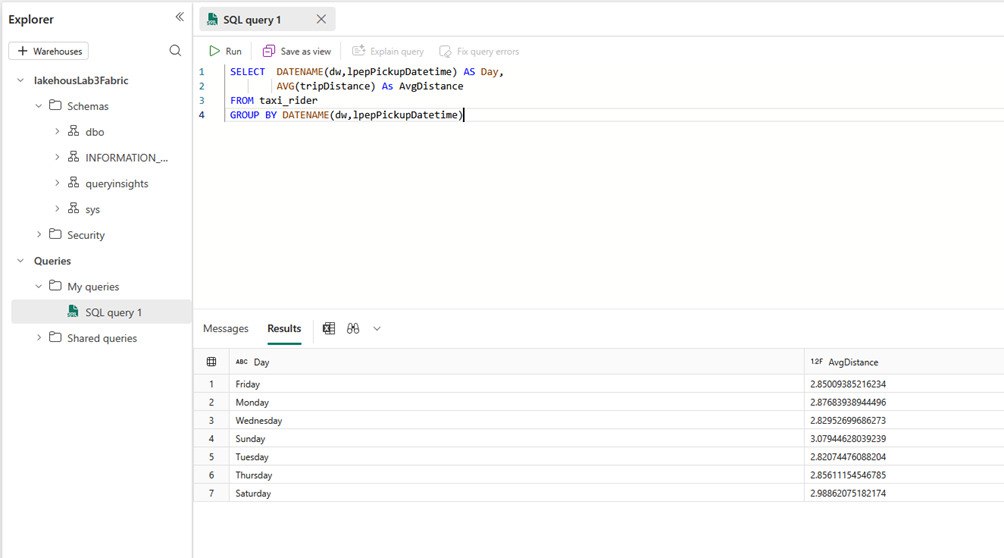 Explorer
SQL query 1
+ Warehouses
Run
Save as view
Explain query
Fix query errors
lakehousLab3Fabric
Schemas
dbo
INFORMATION_...
queryinsights
sys
Security
Queries
My queries
SQL query 1
Shared queries
1 SELECT DATENAME(dw,lpepPickupDatetime) AS Day,
2 AVG(tripDistance) As AvgDistance
3 FROM taxi_rider
4 GROUP BY DATENAME(dw,lpepPickupDatetime)
Messages Results
ABC Day 12F AvgDistance
1 Friday 2.85009385216234
2 Monday 2.87683938944496
3 Wednesday 2.82952699686273
4 Sunday 3.07944628039239
5 Tuesday 2.82074476088204
6 Thursday 2.85611154546785
7 Saturday 2.98862075182174